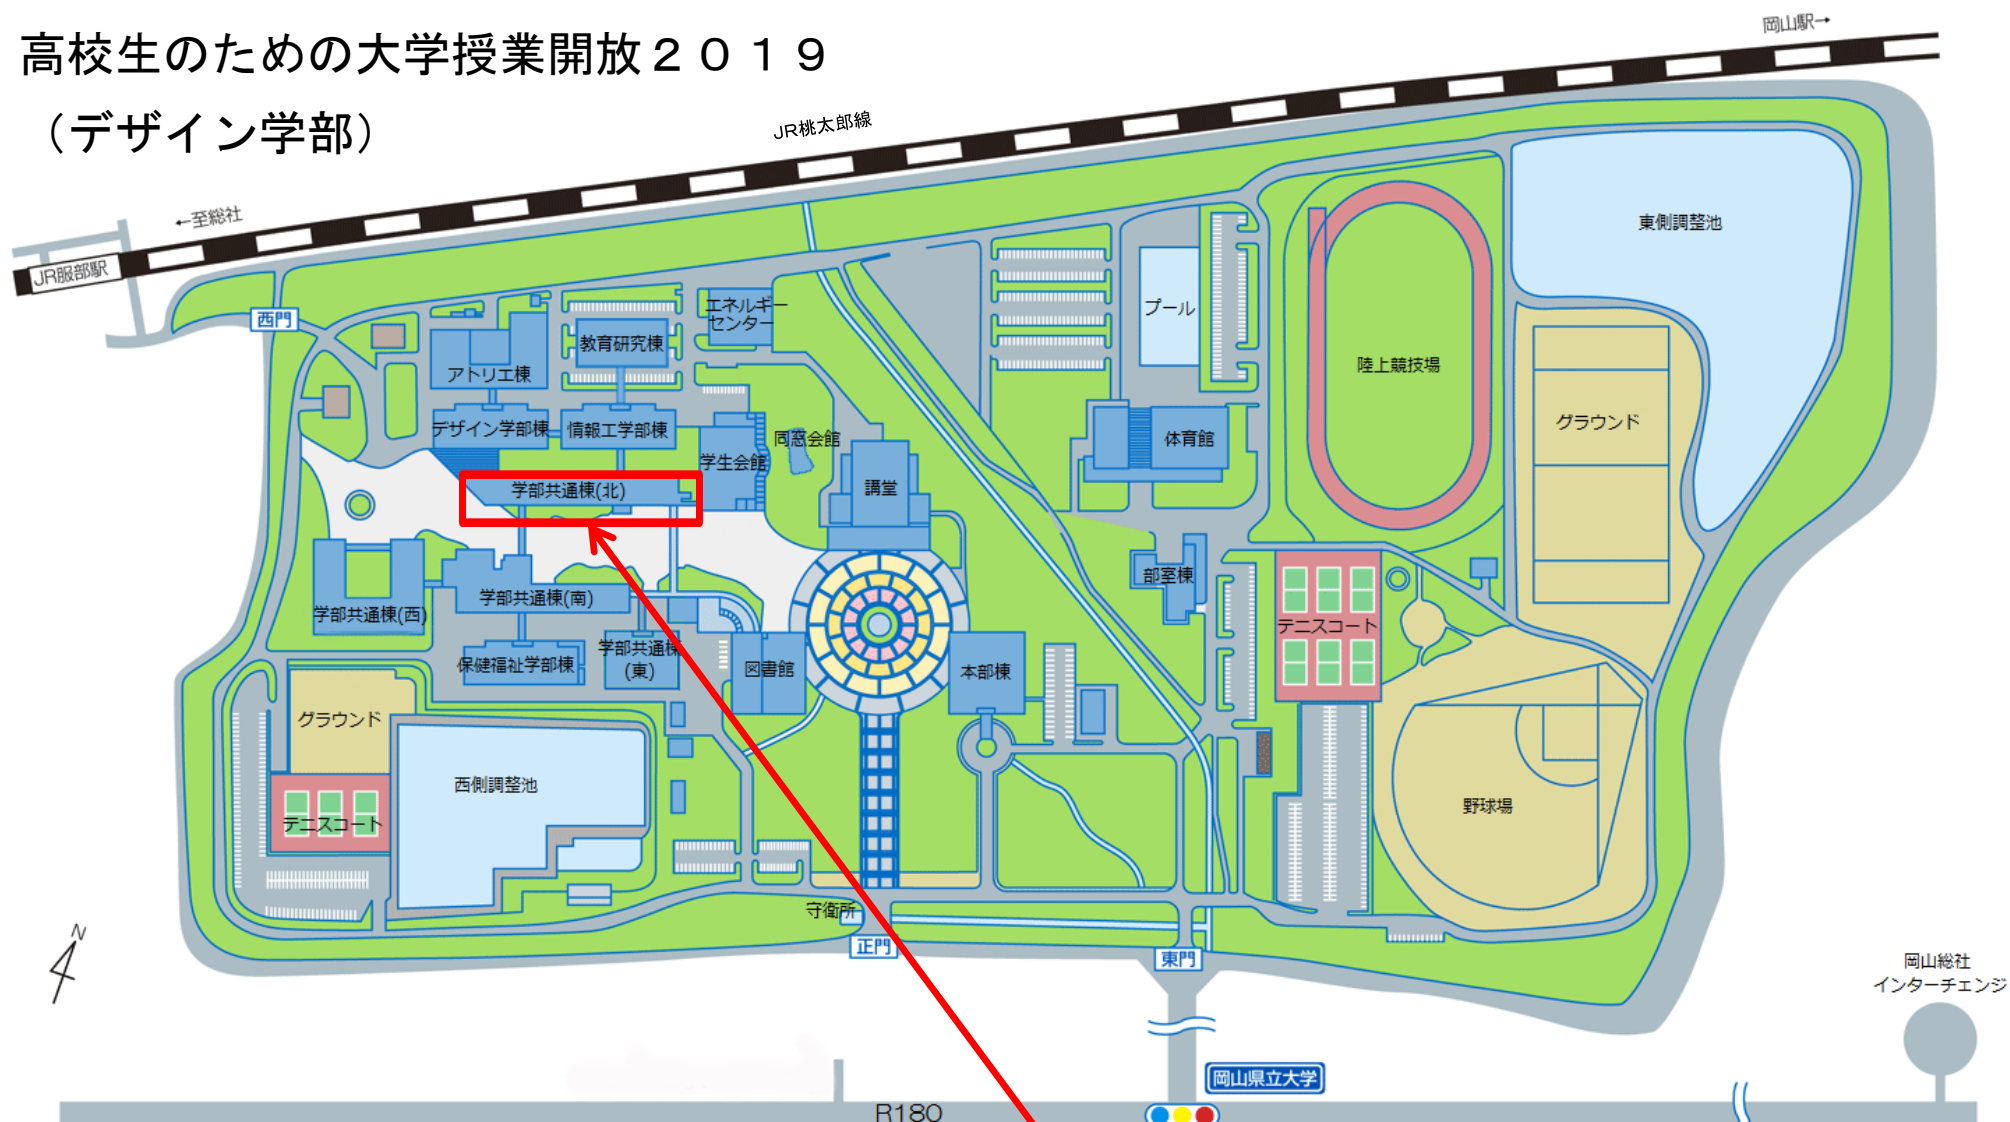 高校生のための大学授業開放２０１９
（デザイン学部）
岡山駅→
JR桃太郎線
←至総社
JR服部駅
西門
東側調整池
プール
エネルギー
センター
教育研究棟
アトリエ棟
陸上競技場
グラウンド
デザイン学部棟
情報工学部棟
同窓会館
体育館
学生会館
学部共通棟(北)
講堂
部室棟
学部共通棟(西)
学部共通棟(南)
テニスコート
保健福祉学部棟
学部共通棟
(東)
図書館
本部棟
グラウンド
西側調整池
テニスコート
野球場
守衛所
正門
東門
N
岡山総社
インターチェンジ
岡山県立大学
R180